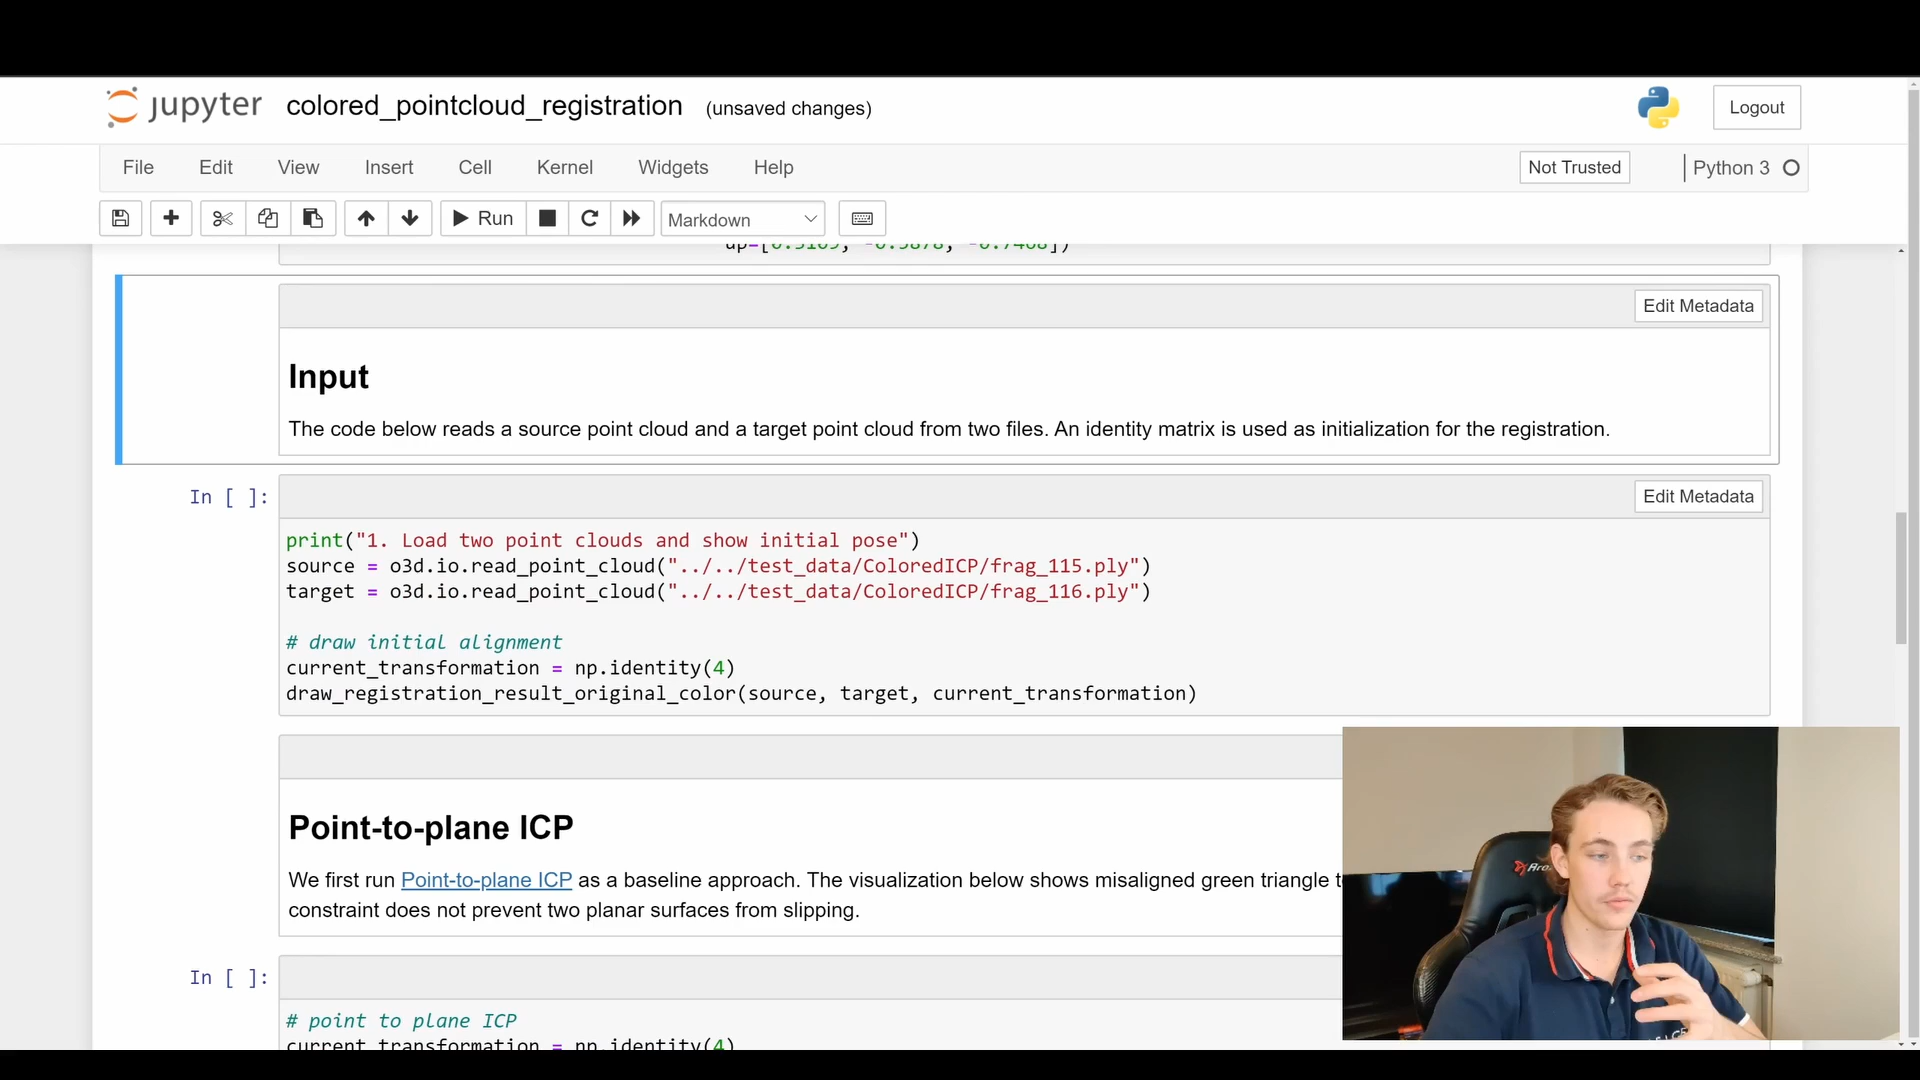 jupyter colored_pointcloud_registration (unsaved changes) Logout
File Edit View Insert Cell Kernel Widgets Help Not Trusted Python 3
Run Markdown
Edit Metadata
Input
The code below reads a source point cloud and a target point cloud from two files. An identity matrix is used as initialization for the registration.
In [ ]: Edit Metadata
print("1. Load two point clouds and show initial pose")
source = o3d.io.read_point_cloud("../../test_data/ColoredICP/frag_115.ply")
target = o3d.io.read_point_cloud("../../test_data/ColoredICP/frag_116.ply")
# draw initial alignment
current_transformation = np.identity(4)
draw_registration_result_original_color(source, target, current_transformation)
Point-to-plane ICP
We first run Point-to-plane ICP as a baseline approach. The visualization below shows misaligned green triangle
constraint does not prevent two planar surfaces from slipping.
In [ ]:
# point to plane ICP
current_transformation = np.identity(4)